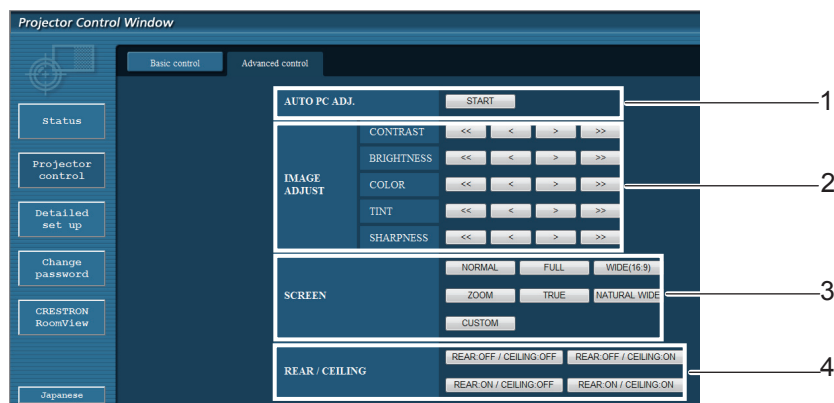 Projector Control Window
Basic control
Advanced control
Status
Projector
control
Detailed
set up
Change
password
CRESTRON
RoomView
Japanese
AUTO PC ADJ.
START
1
IMAGE
ADJUST
CONTRAST << < > >>
BRIGHTNESS << < > >>
COLOR << < > >>
TINT << < > >>
SHARPNESS << < > >>
2
SCREEN
NORMAL FULL WIDE(16:9)
ZOOM TRUE NATURAL WIDE
CUSTOM
3
REAR / CEILING
REAR:OFF / CEILING:OFF REAR:OFF / CEILING:ON
REAR:ON / CEILING:OFF REAR:ON / CEILING:ON
4